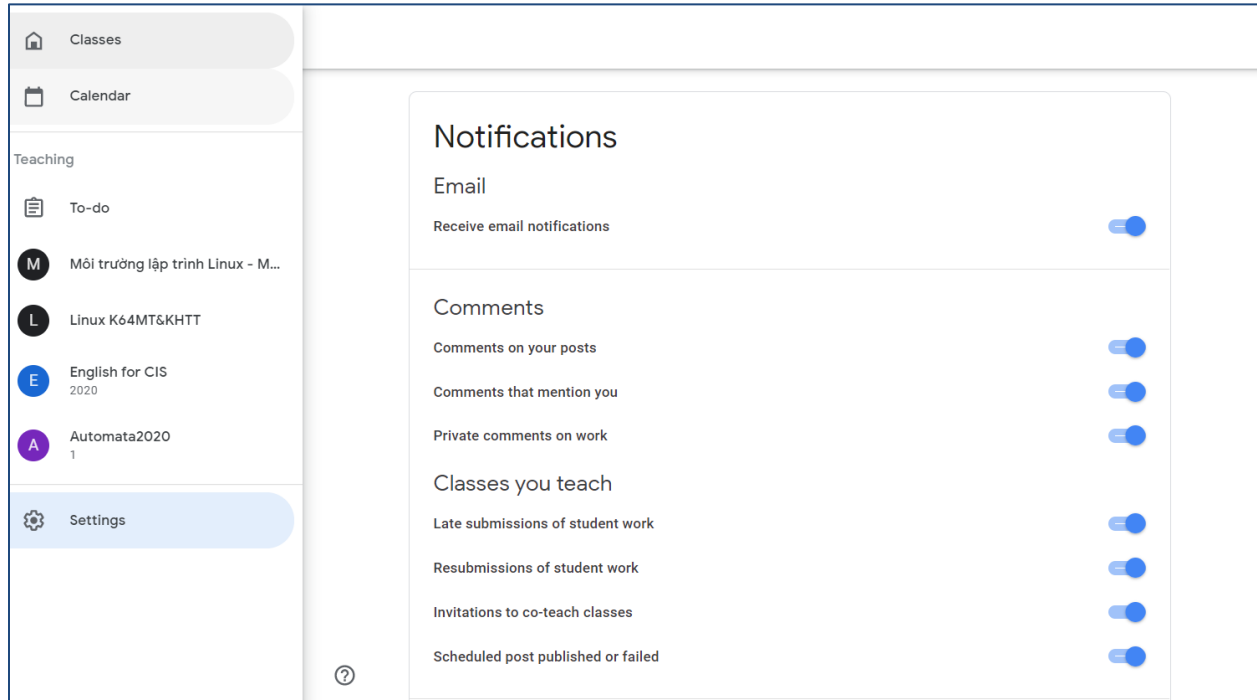 Classes
Calendar
Teaching
To-do
M
Môi trường lập trình Linux - M...
L
Linux K64MT&KHTT
E
English for CIS
2020
A
Automata2020
1
Settings
Notifications
Email
Receive email notifications
Comments
Comments on your posts
Comments that mention you
Private comments on work
Classes you teach
Late submissions of student work
Resubmissions of student work
Invitations to co-teach classes
Scheduled post published or failed
?